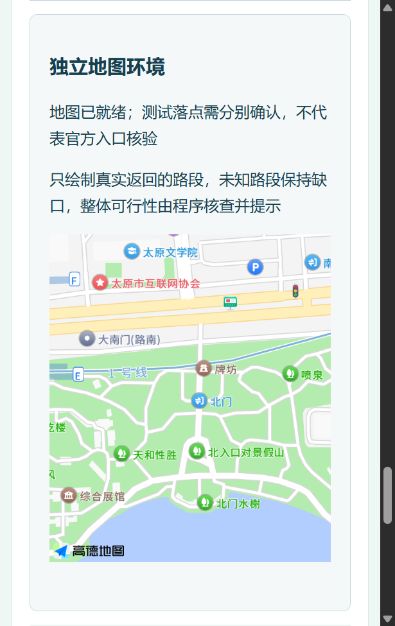 独立地图环境
地图已就绪；测试落点需分别确认，不代
表官方入口核验
只绘制真实返回的路段，未知路段保持缺
口，整体可行性由程序核查并提示
太原文学院
P
南
F
太原市互联网协会
大南门(路南)
E
1号线
牌坊
喷泉
北门
讫楼
天和性胜
北入口对景假山
风
综合展馆
北门水榭
高德地图